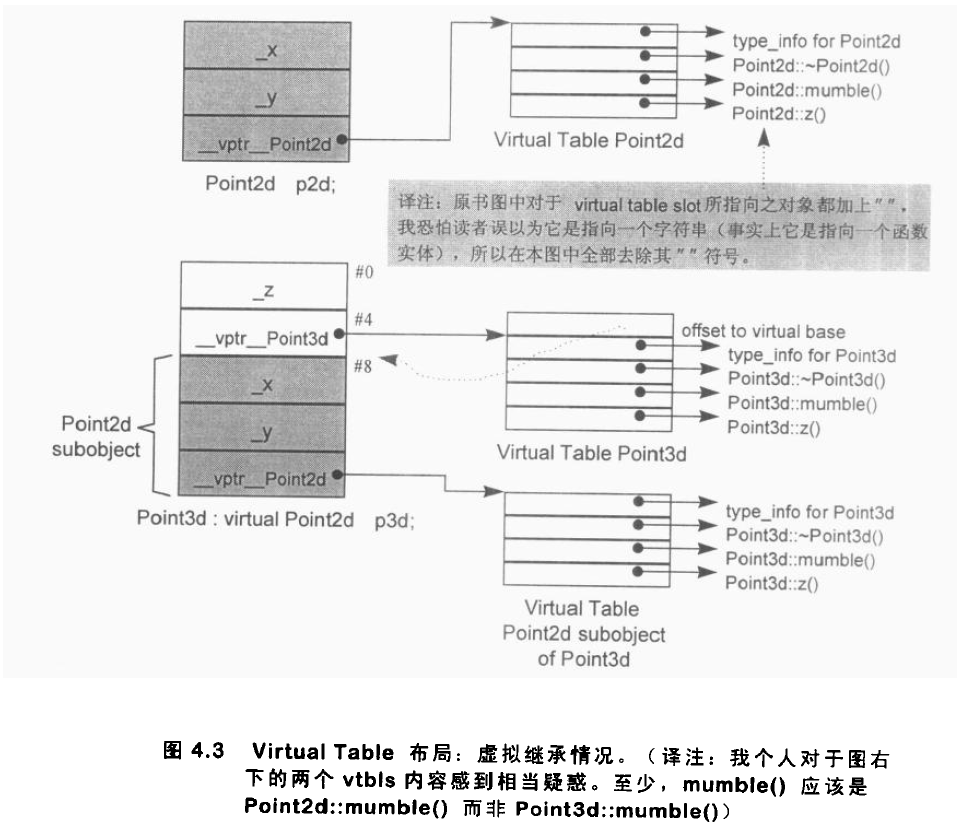 _x
_y
__vptr__Point2d
Point2d p2d;
type_info for Point2d
Point2d::~Point2d()
Point2d::mumble()
Point2d::z()
Virtual Table Point2d
译注：原书图中对于 virtual table slot所指向之对象都加上"",
我恐怕读者误以为它是指向一个字符串（事实上它是指向一个函数
实体），所以在本图中全部去除其"" 符号。
#0
_z
#4
__vptr__Point3d
#8
_x
_y
__vptr__Point2d
Point2d
subobject
Point3d : virtual Point2d p3d;
offset to virtual base
type_info for Point3d
Point3d::~Point3d()
Point3d::mumble()
Point3d::z()
Virtual Table Point3d
type_info for Point3d
Point3d::~Point3d()
Point3d::mumble()
Point3d::z()
Virtual Table
Point2d subobject
of Point3d
图 4.3 Virtual Table 布局：虚拟继承情况。（译注：我个人对于图右
下的两个 vtbls 内容感到相当疑惑。至少，mumble() 应该是
Point2d::mumble() 而非 Point3d::mumble()）